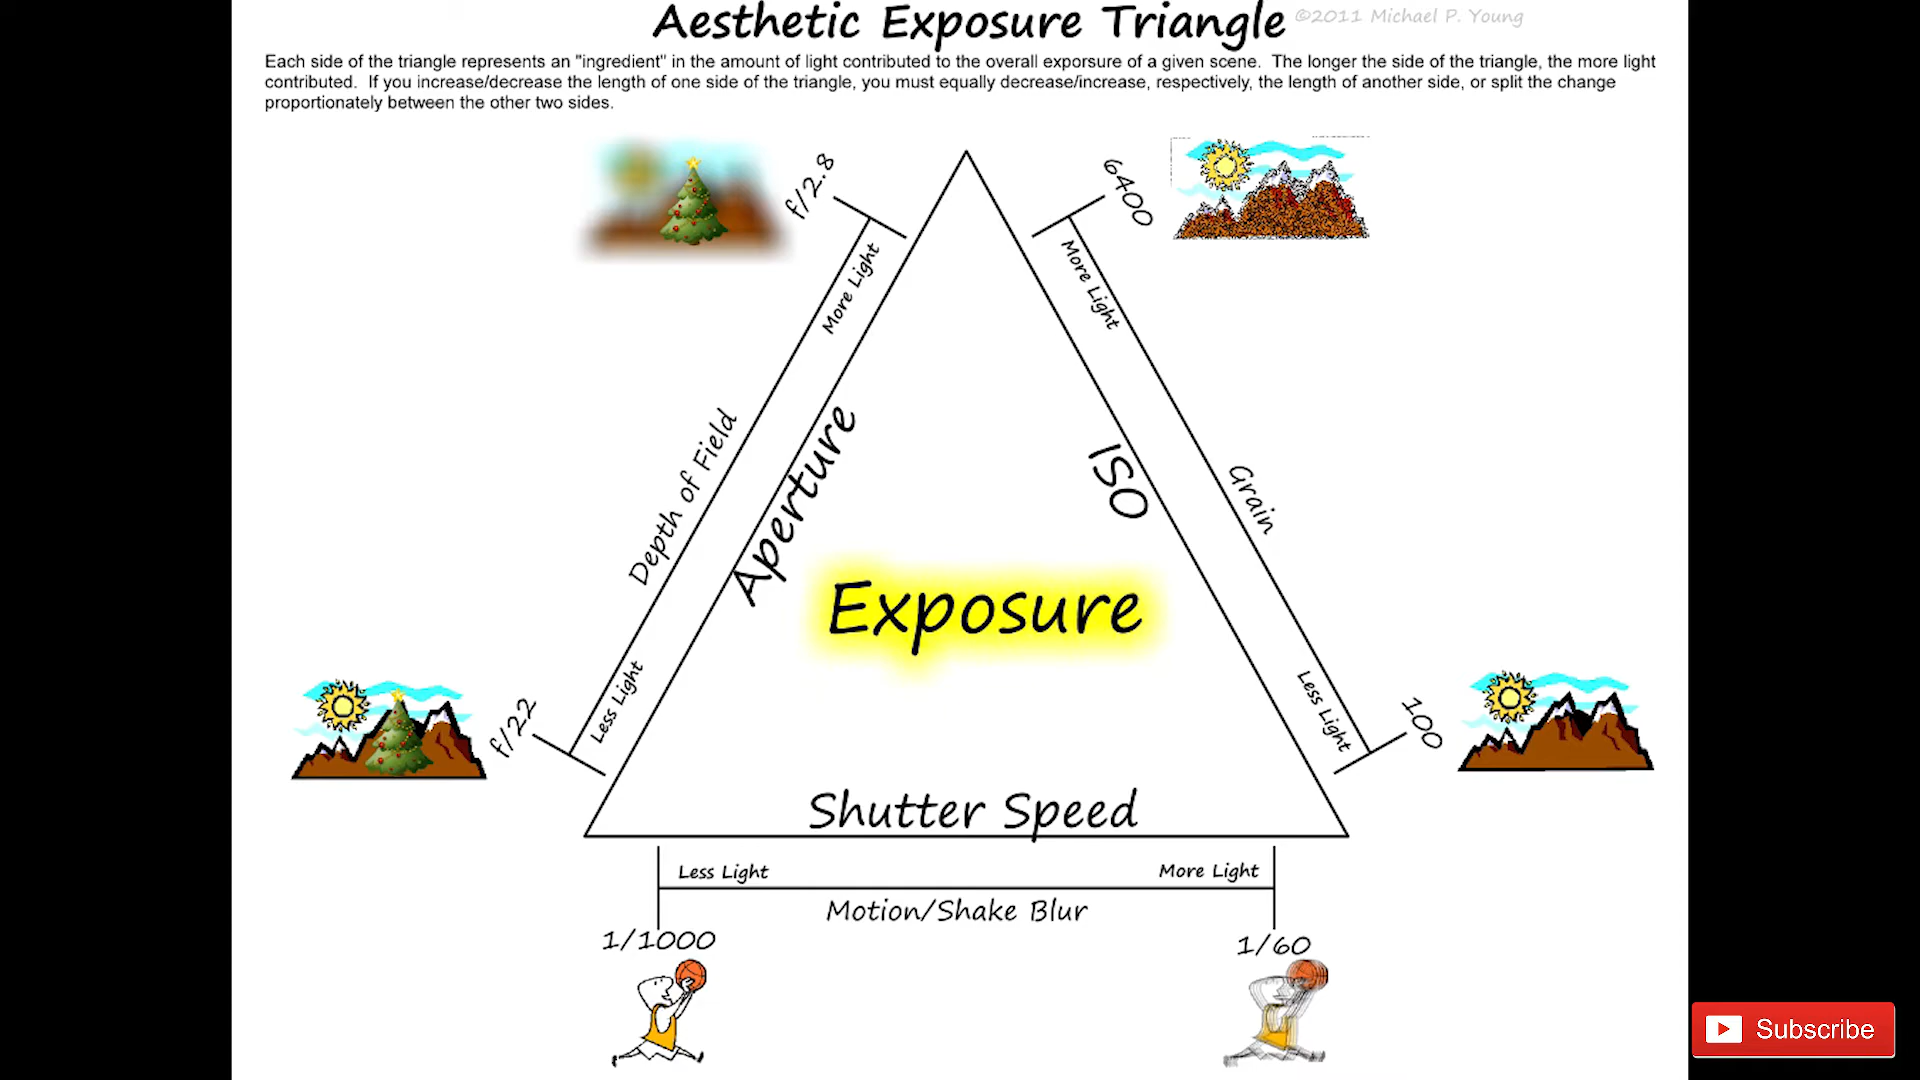 Aesthetic Exposure Triangle ©2011 Michael P. Young
Each side of the triangle represents an "ingredient" in the amount of light contributed to the overall exporsure of a given scene.  The longer the side of the triangle, the more light
contributed.  If you increase/decrease the length of one side of the triangle, you must equally decrease/increase, respectively, the length of another side, or split the change
proportionately between the other two sides.
f/2.8
6400
More Light
More Light
Depth of Field
Aperture
ISO
Grain
Exposure
Less Light
Less Light
f/22
100
Shutter Speed
Less Light
More Light
Motion/Shake Blur
1/1000
1/60
Subscribe